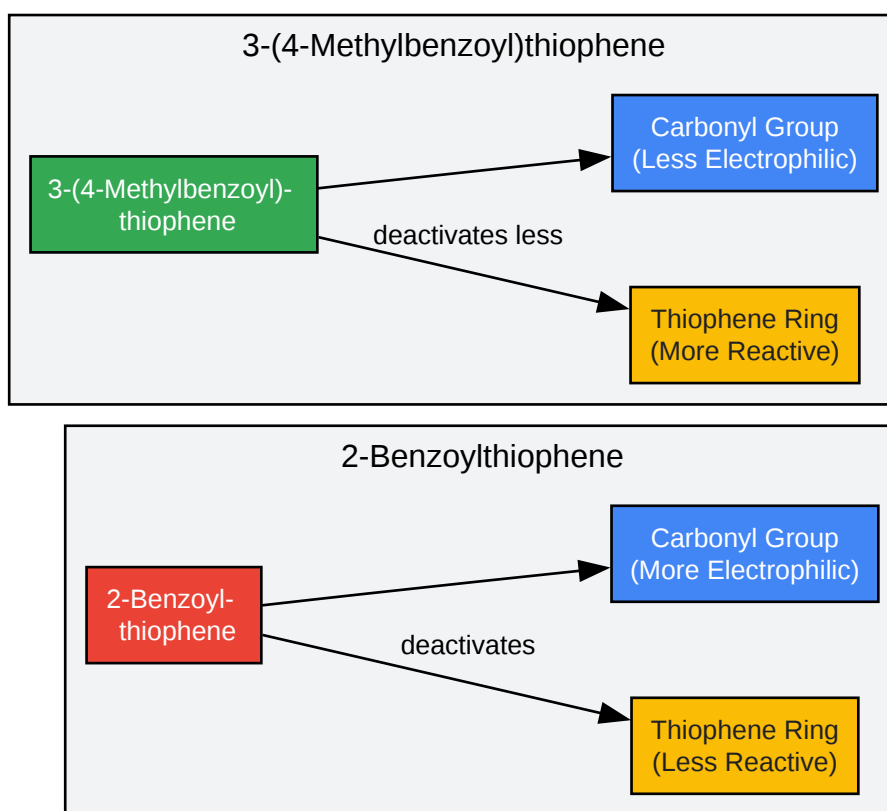 3-(4-Methylbenzoyl)thiophene
Carbonyl Group
(Less Electrophilic)
3-(4-Methylbenzoyl)-
thiophene
deactivates less
Thiophene Ring
(More Reactive)
2-Benzoylthiophene
Carbonyl Group
(More Electrophilic)
2-Benzoyl-
thiophene
deactivates
Thiophene Ring
(Less Reactive)